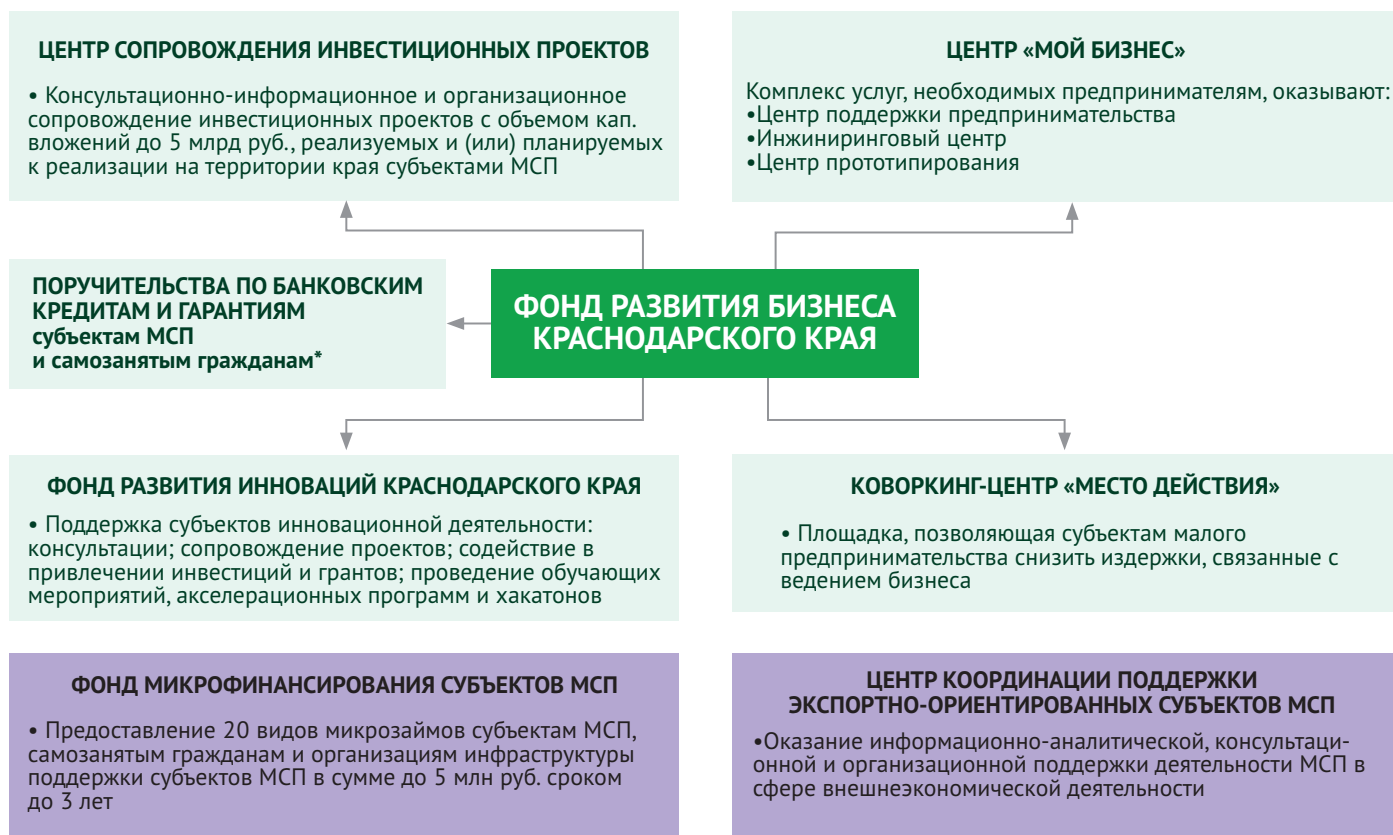 ЦЕНТР СОПРОВОЖДЕНИЯ ИНВЕСТИЦИОННЫХ ПРОЕКТОВ
• Консультационно-информационное и организационное
сопровождение инвестиционных проектов с объемом кап.
вложений до 5 млрд руб., реализуемых и (или) планируемых
к реализации на территории края субъектами МСП
ЦЕНТР «МОЙ БИЗНЕС»
Комплекс услуг, необходимых предпринимателям, оказывают:
•Центр поддержки предпринимательства
•Инжиниринговый центр
•Центр прототипирования
ПОРУЧИТЕЛЬСТВА ПО БАНКОВСКИМ
КРЕДИТАМ И ГАРАНТИЯМ
субъектам МСП
и самозанятым гражданам*
ФОНД РАЗВИТИЯ БИЗНЕСА
КРАСНОДАРСКОГО КРАЯ
ФОНД РАЗВИТИЯ ИННОВАЦИЙ КРАСНОДАРСКОГО КРАЯ
• Поддержка субъектов инновационной деятельности:
консультации; сопровождение проектов; содействие в
привлечении инвестиций и грантов; проведение обучающих
мероприятий, акселерационных программ и хакатонов
КОВОРКИНГ-ЦЕНТР «МЕСТО ДЕЙСТВИЯ»
• Площадка, позволяющая субъектам малого
предпринимательства снизить издержки, связанные с
ведением бизнеса
ФОНД МИКРОФИНАНСИРОВАНИЯ СУБЪЕКТОВ МСП
• Предоставление 20 видов микрозаймов субъектам МСП,
самозанятым гражданам и организациям инфраструктуры
поддержки субъектов МСП в сумме до 5 млн руб. сроком
до 3 лет
ЦЕНТР КООРДИНАЦИИ ПОДДЕРЖКИ
ЭКСПОРТНО-ОРИЕНТИРОВАННЫХ СУБЪЕКТОВ МСП
•Оказание информационно-аналитической, консультаци-
онной и организационной поддержки деятельности МСП в
сфере внешнеэкономической деятельности